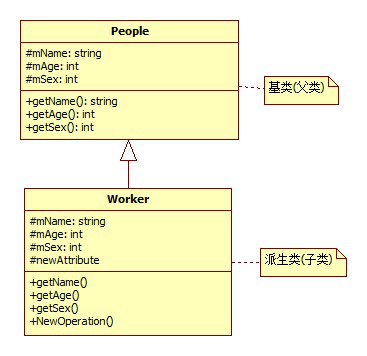 People
#mName: string
#mAge: int
#mSex: int
+getName(): string
+getAge(): int
+getSex(): int
基类(父类)
Worker
#mName: string
#mAge: int
#mSex: int
#newAttribute
+getName()
+getAge()
+getSex()
+NewOperation()
派生类(子类)